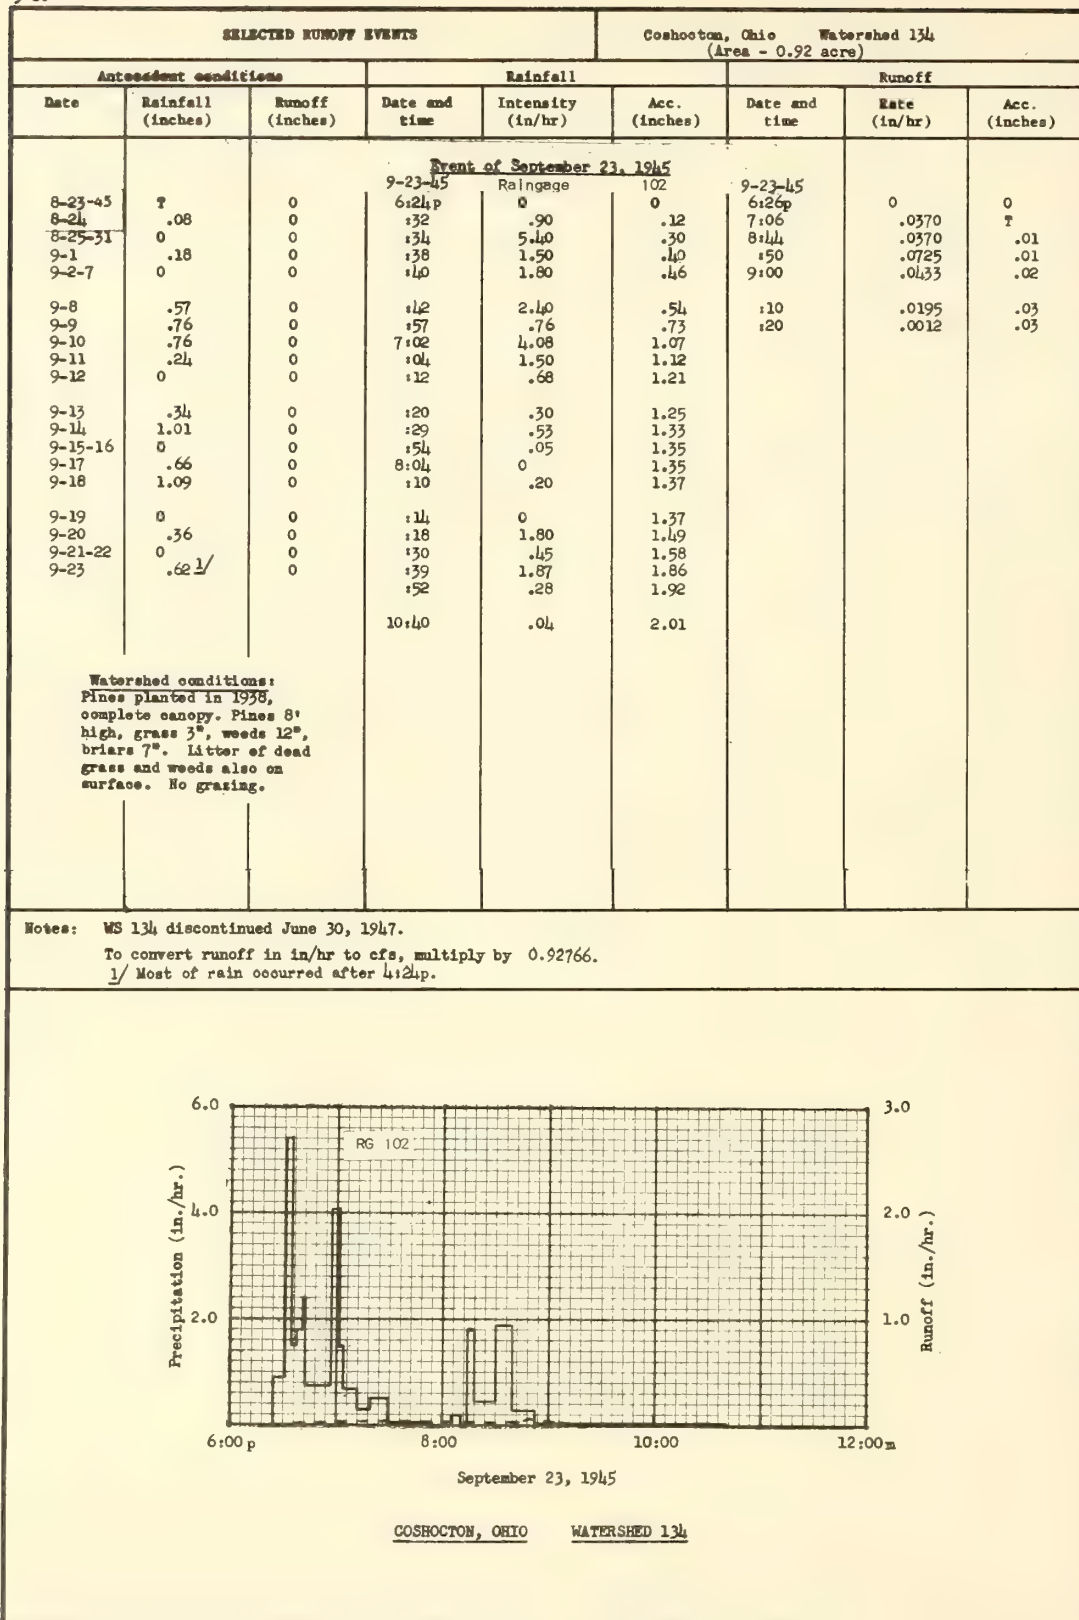 SELECTED RUNOFF EVENTS Coshocton, Ohio Watershed 134
(Area - 0.92 acre)
Antecedent conditions Rainfall Runoff
Date Rainfall Runoff Date and Intensity Acc. Date and Rate Acc.
(inches) (inches) time (in/hr) (inches) time (in/hr) (inches)
Event of September 23, 1945
9-23-45 Raingage 102 9-23-45
8-23-45 T 0 6:24p 0 0 6:26p 0 0
8-24 .08 0 :32 .90 .12 7:06 .0370 T
8-25-31 0 0 :34 5.40 .30 8:44 .0370 .01
9-1 .18 0 :38 1.50 .40 :50 .0725 .01
9-2-7 0 0 :40 1.80 .46 9:00 .0433 .02
9-8 .57 0 :42 2.40 .54 :10 .0195 .03
9-9 .76 0 :57 .76 .73 :20 .0012 .03
9-10 .76 0 7:02 4.08 1.07
9-11 .24 0 :04 1.50 1.12
9-12 0 0 :12 .68 1.21
9-13 .34 0 :20 .30 1.25
9-14 1.01 0 :29 .53 1.33
9-15-16 0 0 :54 .05 1.35
9-17 .66 0 8:04 0 1.35
9-18 1.09 0 :10 .20 1.37
9-19 0 0 :14 0 1.37
9-20 .36 0 :18 1.80 1.49
9-21-22 0 0 :30 .45 1.58
9-23 .62 1/ 0 :39 1.87 1.86
:52 .28 1.92
10:40 .04 2.01
Watershed conditions:
Pines planted in 1938,
complete canopy. Pines 8'
high, grass 3", weeds 12",
briars 7". Litter of dead
grass and weeds also on
surface. No grazing.
Notes: WS 134 discontinued June 30, 1947.
To convert runoff in in/hr to cfs, multiply by 0.92766.
1/ Most of rain occurred after 4:24p.
6.0 3.0
RG 102
4.0 2.0
Precipitation (in./hr.)
Runoff (in./hr.)
2.0 1.0
6:00 p 8:00 10:00 12:00m
September 23, 1945
COSHOCTON, OHIO WATERSHED 134